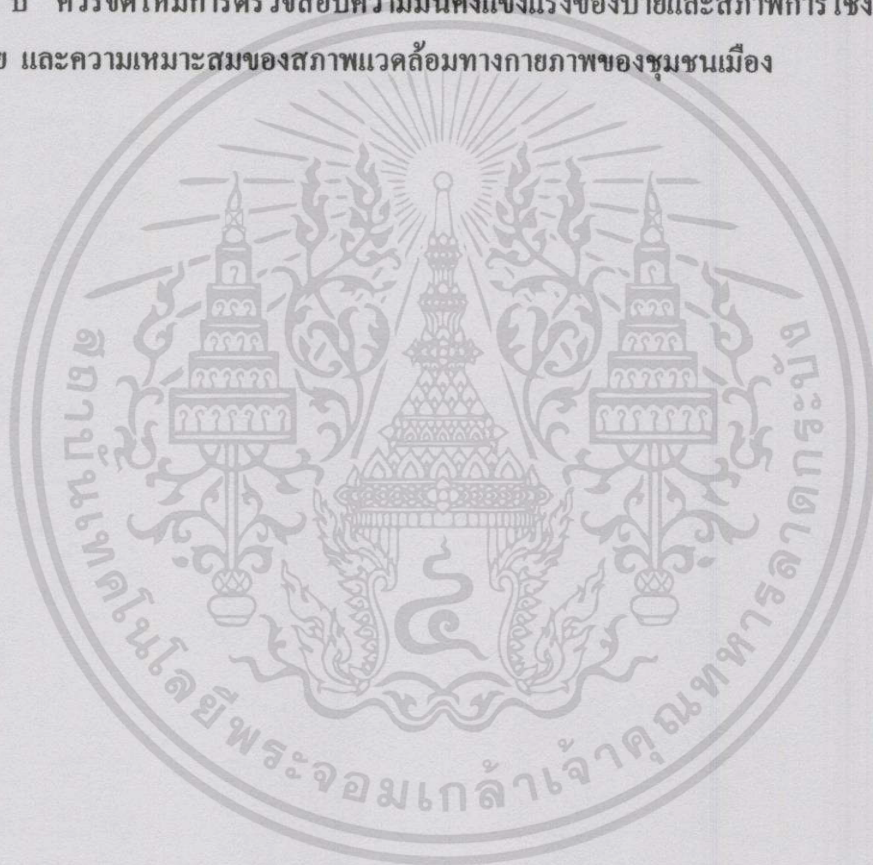 ปี ควรจัดให้มีการตรวจสอบความมั่นคงแข็งแรงของป้ายและสภาพการใช้ง
ย และความเหมาะสมของสภาพแวดล้อมทางกายภาพของชุมชนเมือง
สถาบันเทคโนโลยีพระจอมเกล้าเจ้าคุณทหารลาดกระบัง